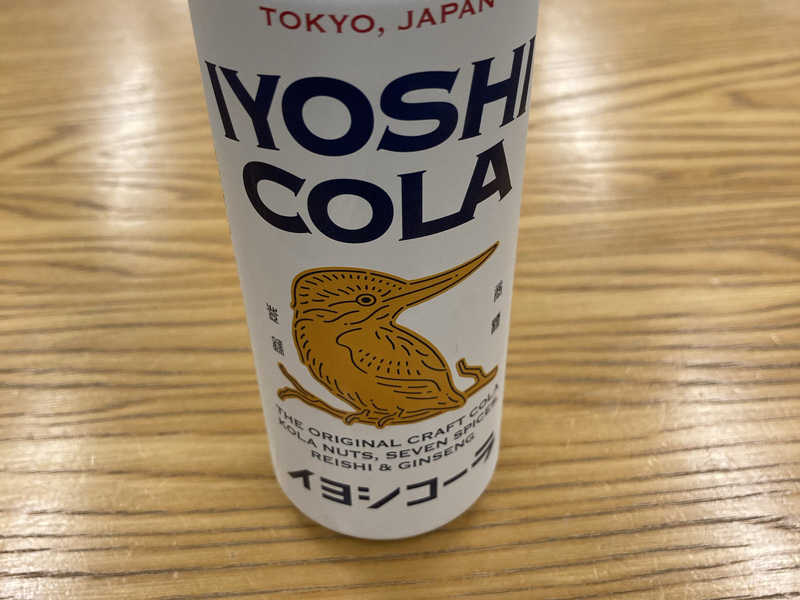 TOKYO, JAPAN
IYOSHI
COLA
THE ORIGINAL CRAFT COLA
KOLA NUTS, SEVEN SPICES,
REISHI & GINSENG
イヨシコーラ